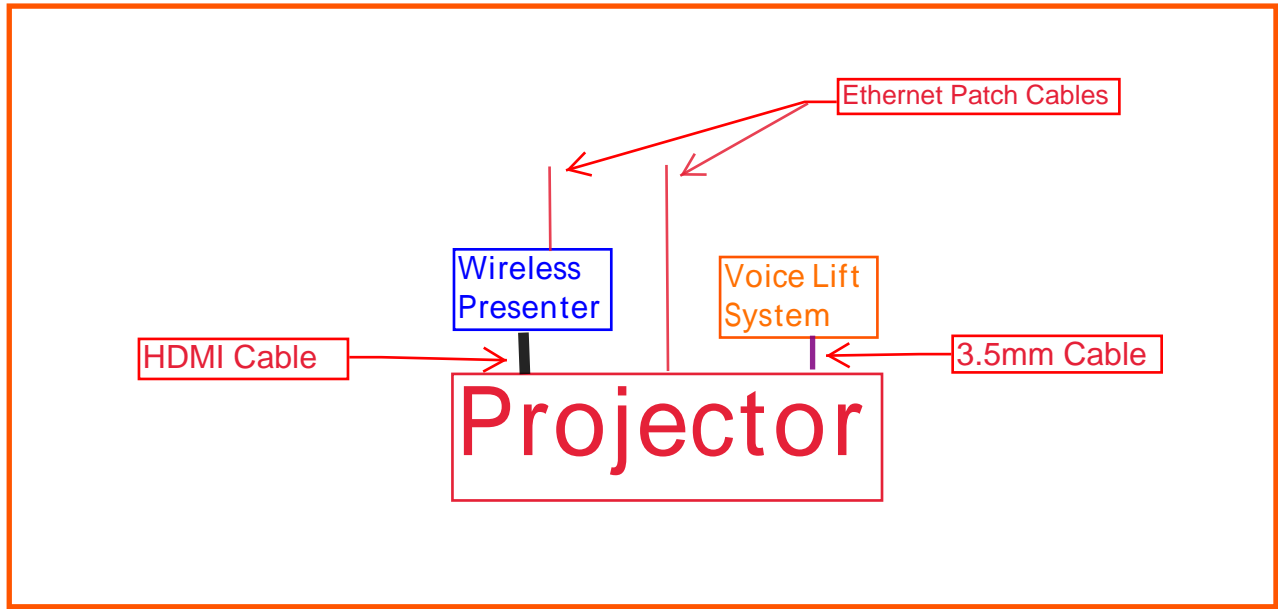 Ethernet Patch Cables
Wireless
Presenter
Voice Lift
System
HDMI Cable
3.5mm Cable
Projector